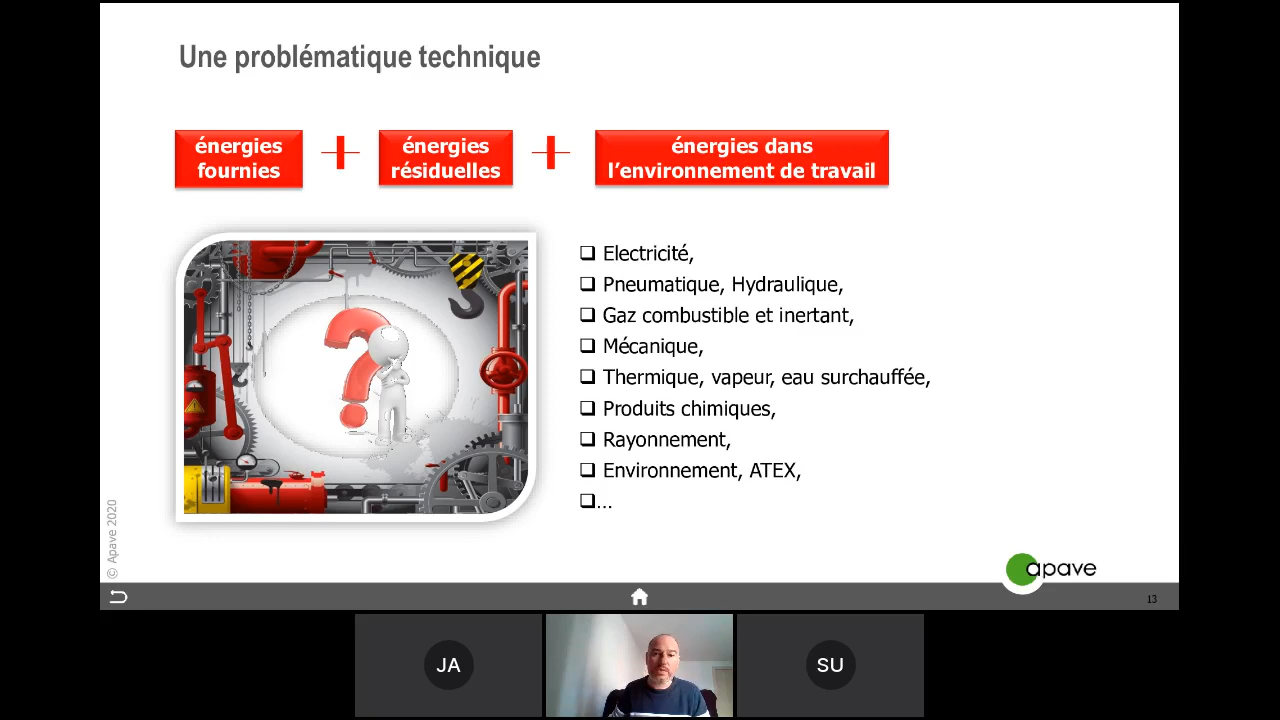 Une problématique technique
énergies
fournies
énergies
résiduelles
énergies dans
l'environnement de travail
❑ Electricité,
❑ Pneumatique, Hydraulique,
❑ Gaz combustible et inertant,
❑ Mécanique,
❑ Thermique, vapeur, eau surchauffée,
❑ Produits chimiques,
❑ Rayonnement,
❑ Environnement, ATEX,
❑...
© Apave 2020
apave
13
JA
SU